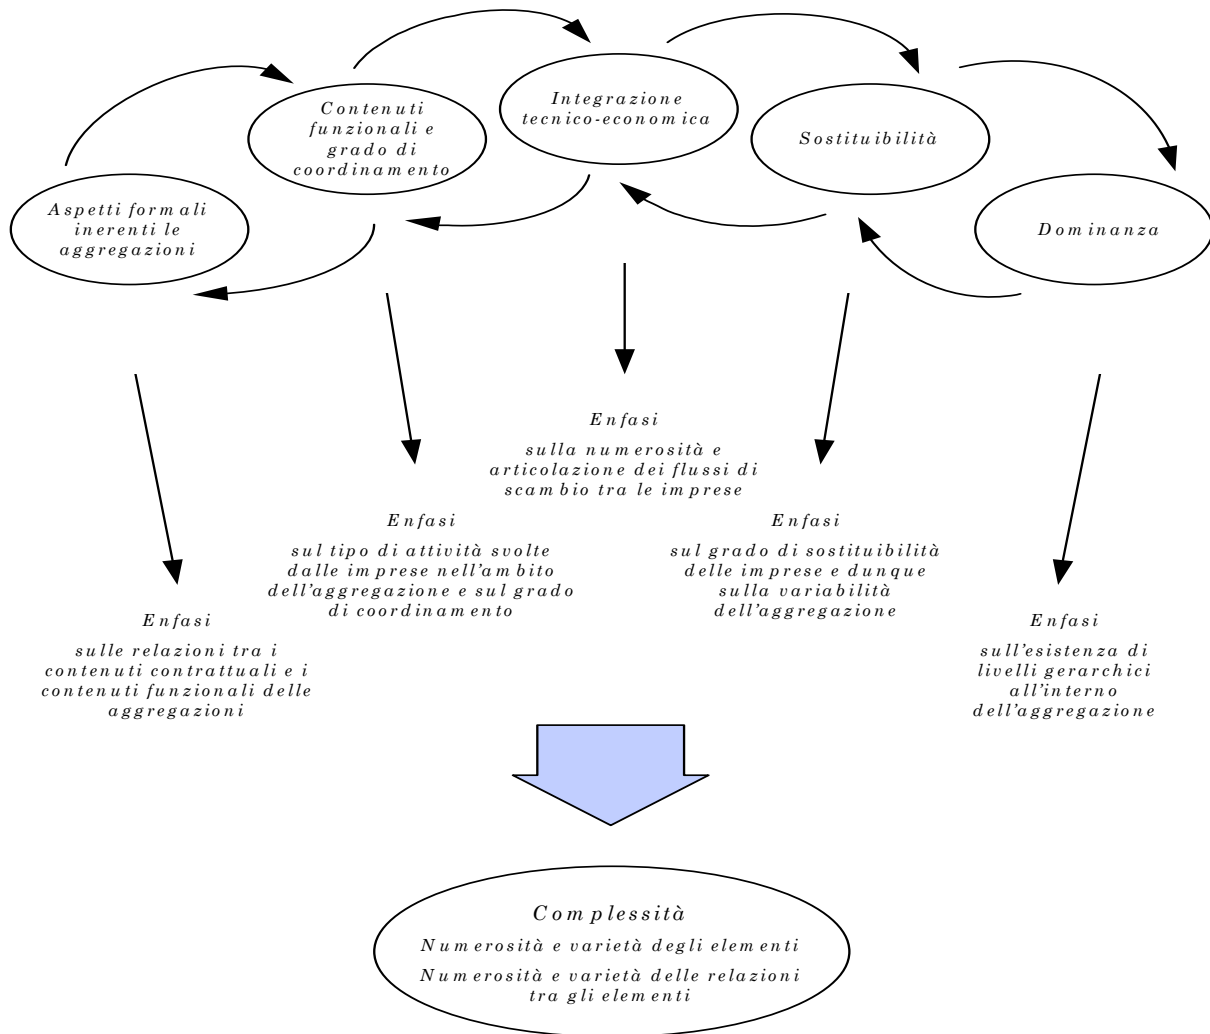 Contenuti
funzionali e
grado di
coordinamento
Integrazione
tecnico-economica
Sostituibilità
Aspetti formali
inerenti le
aggregazioni
Dominanza
Enfasi
sulla numerosità e
articolazione dei flussi di
scambio tra le imprese
Enfasi
sul tipo di attività svolte
dalle imprese nell'ambito
dell'aggregazione e sul grado
di coordinamento
Enfasi
sul grado di sostituibilità
delle imprese e dunque
sulla variabilità
dell'aggregazione
Enfasi
sulle relazioni tra i
contenuti contrattuali e i
contenuti funzionali delle
aggregazioni
Enfasi
sull'esistenza di
livelli gerarchici
all'interno
dell'aggregazione
Complessità
Numerosità e varietà degli elementi
Numerosità e varietà delle relazioni
tra gli elementi